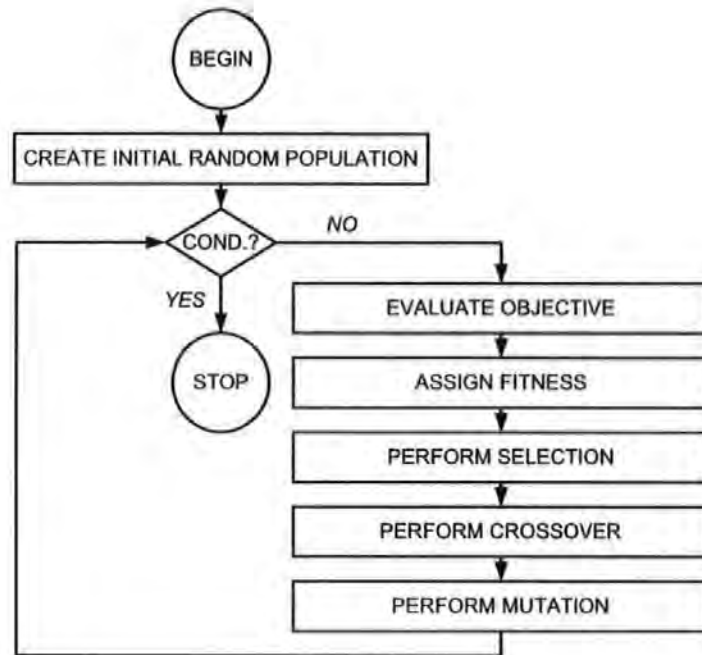 BEGIN
CREATE INITIAL RANDOM POPULATION
COND.?
NO
YES
STOP
EVALUATE OBJECTIVE
ASSIGN FITNESS
PERFORM SELECTION
PERFORM CROSSOVER
PERFORM MUTATION